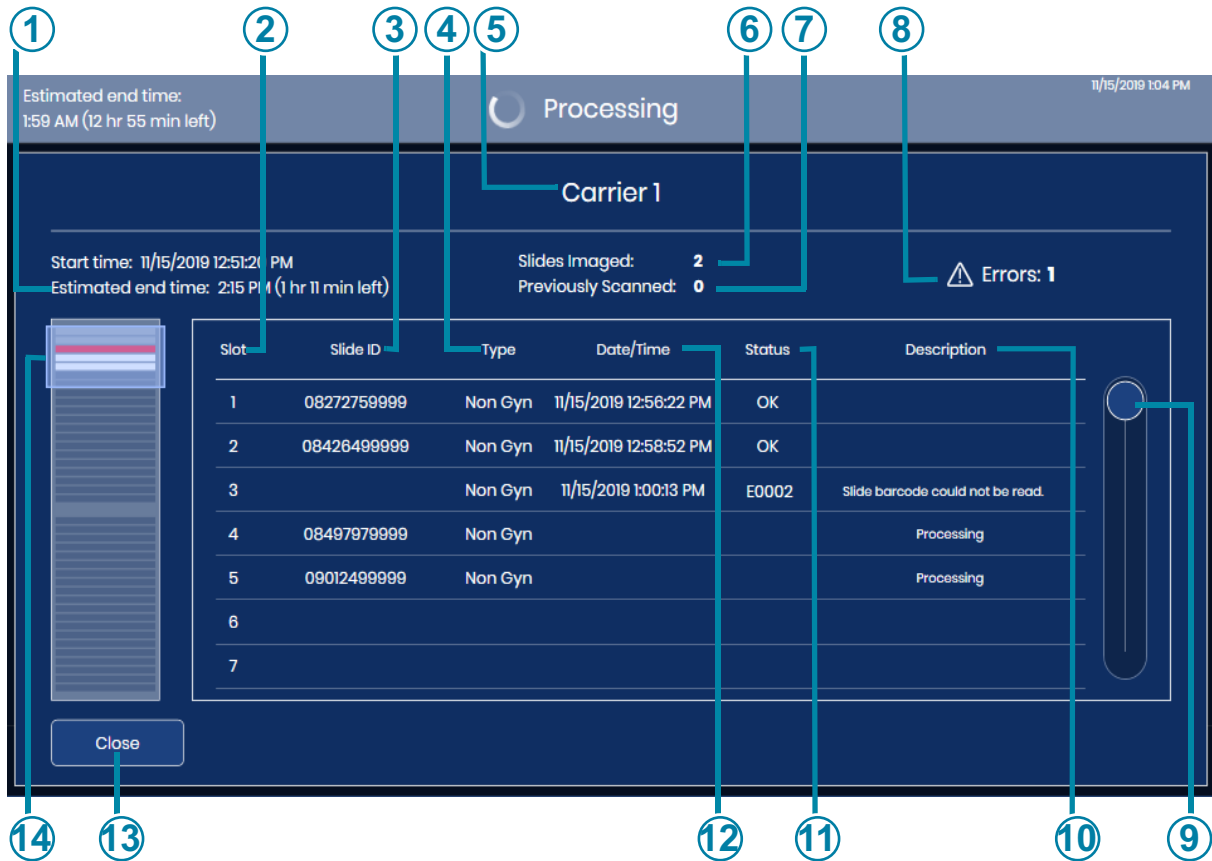 1 2 3 4 5 6 7 8
Estimated end time:
1:59 AM (12 hr 55 min left)
Processing
11/15/2019 1:04 PM
Carrier 1
Start time: 11/15/2019 12:51:20 PM
Estimated end time: 2:15 PM (1 hr 11 min left)
Slides Imaged: 2
Previously Scanned: 0
Errors: 1
Slot Slide ID Type Date/Time Status Description
1 08272759999 Non Gyn 11/15/2019 12:56:22 PM OK
2 08426499999 Non Gyn 11/15/2019 12:58:52 PM OK
3 Non Gyn 11/15/2019 1:00:13 PM E0002 Slide barcode could not be read.
4 08497979999 Non Gyn Processing
5 09012499999 Non Gyn Processing
6
7
Close
14 13 12 11 10 9